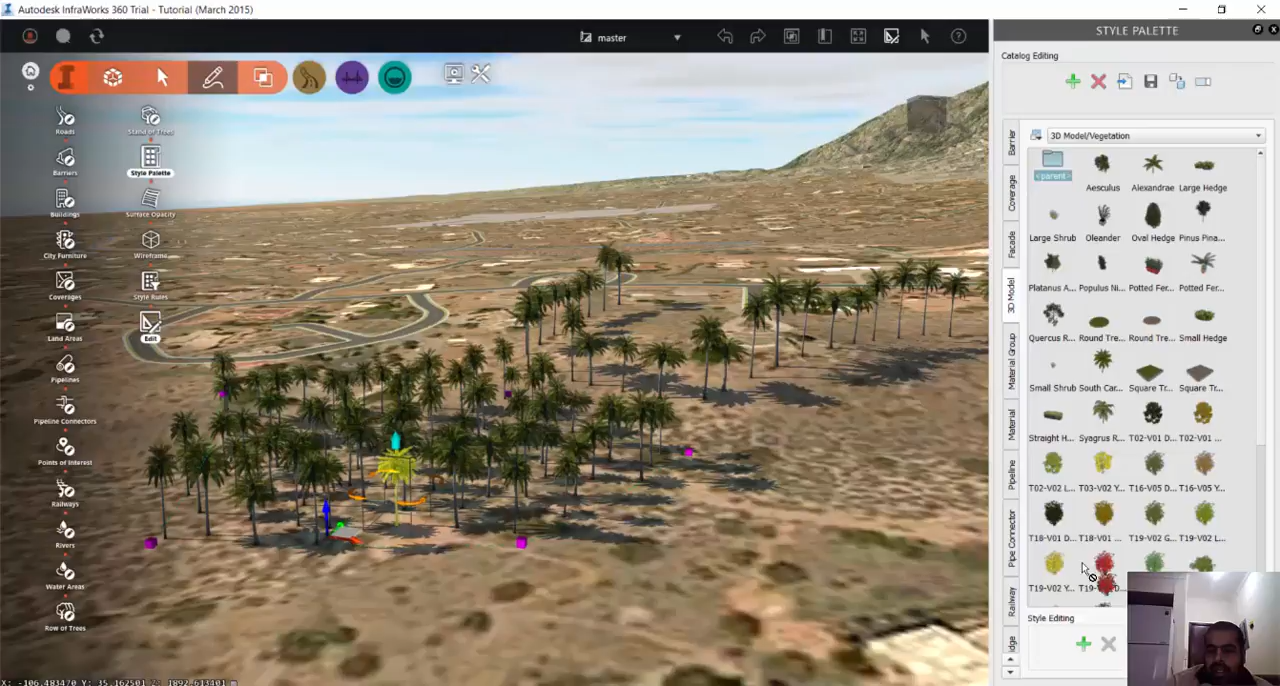 Autodesk InfraWorks 360 Trial - Tutorial (March 2015)
master
STYLE PALETTE
Catalog Editing
Roads
Stand of Trees
Barriers
Style Palette
Buildings
Surface Opacity
City Furniture
Wireframe
Coverages
Style Rules
Land Areas
Edit
Pipelines
Pipeline Connectors
Points of Interest
Railways
Rivers
Water Areas
Row of Trees
Barrier
Coverage
Facade
3D Model
Material Group
Material
Pipeline
Pipe Connector
Railway
3D Model/Vegetation
<parent>
Aesculus
Alexandrae
Large Hedge
Large Shrub
Oleander
Oval Hedge
Pinus Pina...
Platanus A...
Populus Ni...
Potted Fer...
Potted Fer...
Quercus R...
Round Tre...
Round Tre...
Small Hedge
Small Shrub
South Car...
Square Tr...
Square Tr...
Straight H...
Syagrus R...
T02-V01 D...
T02-V01 ...
T02-V02 L...
T03-V02 Y...
T16-V05 D...
T16-V05 Y...
T18-V01 D...
T18-V01 ...
T19-V02 G...
T19-V02 L...
T19-V02 Y...
Style Editing
X: -106.483470 Y: 35.162501 Z: 1892.613401 m